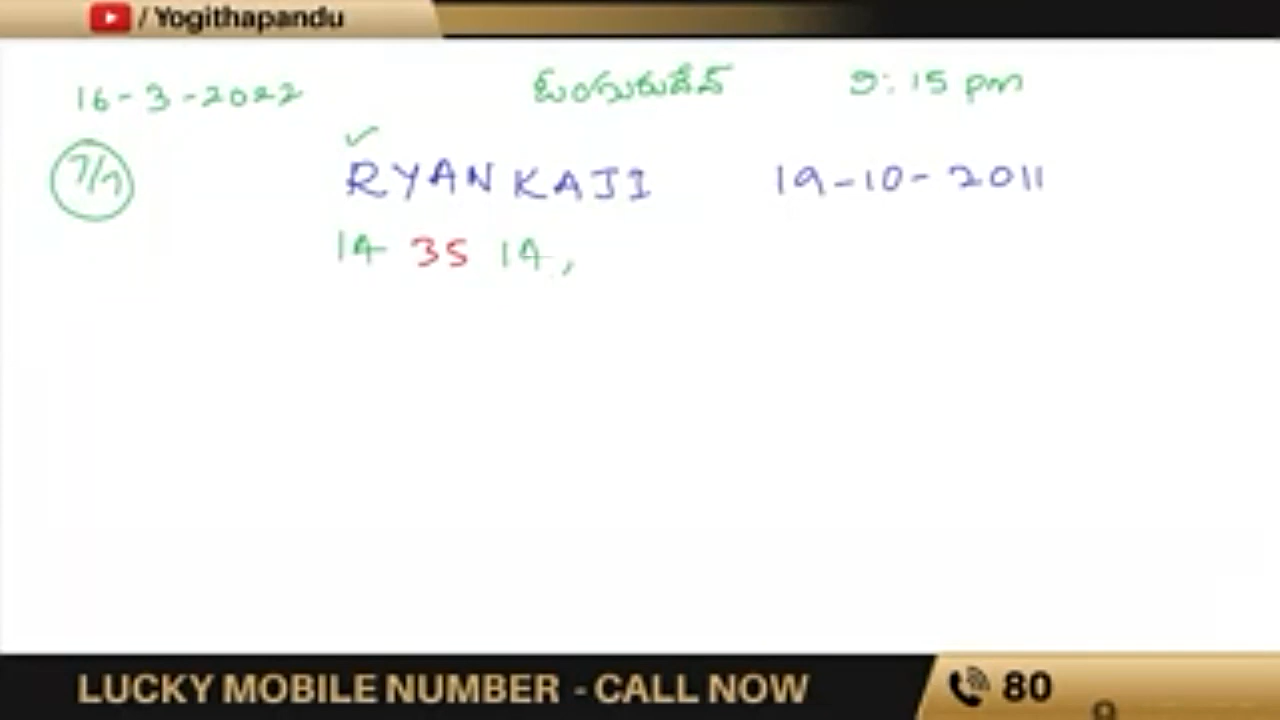 / Yogithapandu
16-3-2022 ఓంగురుదేవ్ 9:15 pm
7/7 RYAN KAJI 19-10-2011
14 35 14,
LUCKY MOBILE NUMBER - CALL NOW 80